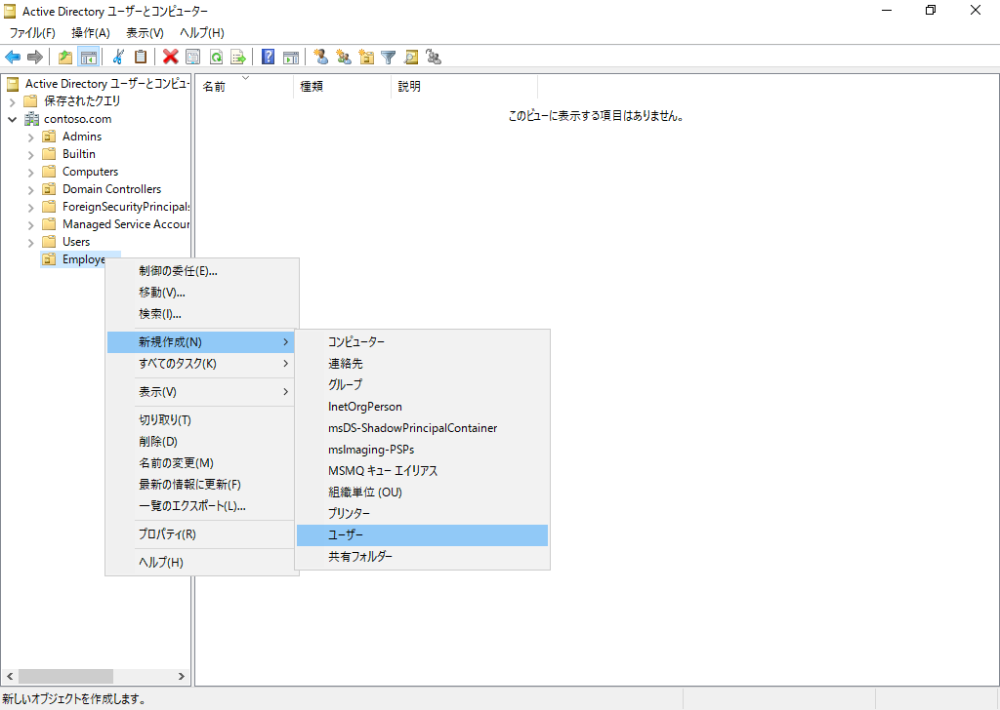 Active Directory ユーザーとコンピューター
ファイル(F) 操作(A) 表示(V) ヘルプ(H)
Active Directory ユーザーとコンピュ
保存されたクエリ
contoso.com
Admins
Builtin
Computers
Domain Controllers
ForeignSecurityPrincipals
Managed Service Accour
Users
Employe
名前 種類 説明
このビューに表示する項目はありません。
制御の委任(E)...
移動(V)...
検索(I)...
新規作成(N)
すべてのタスク(K)
表示(V)
切り取り(T)
削除(D)
名前の変更(M)
最新の情報に更新(F)
一覧のエクスポート(L)...
プロパティ(R)
ヘルプ(H)
コンピューター
連絡先
グループ
InetOrgPerson
msDS-ShadowPrincipalContainer
msImaging-PSPs
MSMQ キュー エイリアス
組織単位 (OU)
プリンター
ユーザー
共有フォルダー
新しいオブジェクトを作成します。